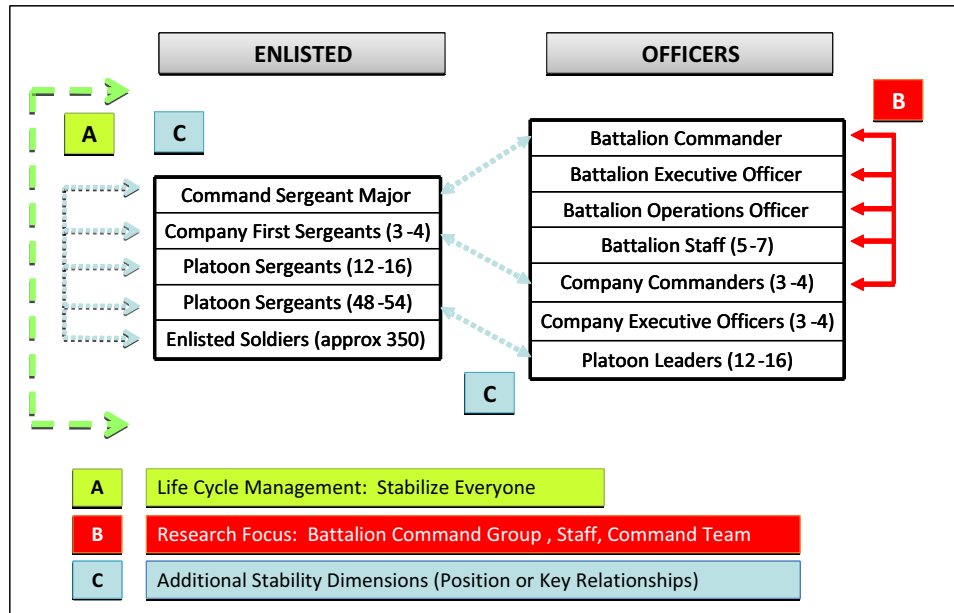 ENLISTED
OFFICERS
A
C
B
Command Sergeant Major
Company First Sergeants (3-4)
Platoon Sergeants (12-16)
Platoon Sergeants (48-54)
Enlisted Soldiers (approx 350)
Battalion Commander
Battalion Executive Officer
Battalion Operations Officer
Battalion Staff (5-7)
Company Commanders (3-4)
Company Executive Officers (3-4)
Platoon Leaders (12-16)
C
A Life Cycle Management: Stabilize Everyone
B Research Focus: Battalion Command Group , Staff, Command Team
C Additional Stability Dimensions (Position or Key Relationships)